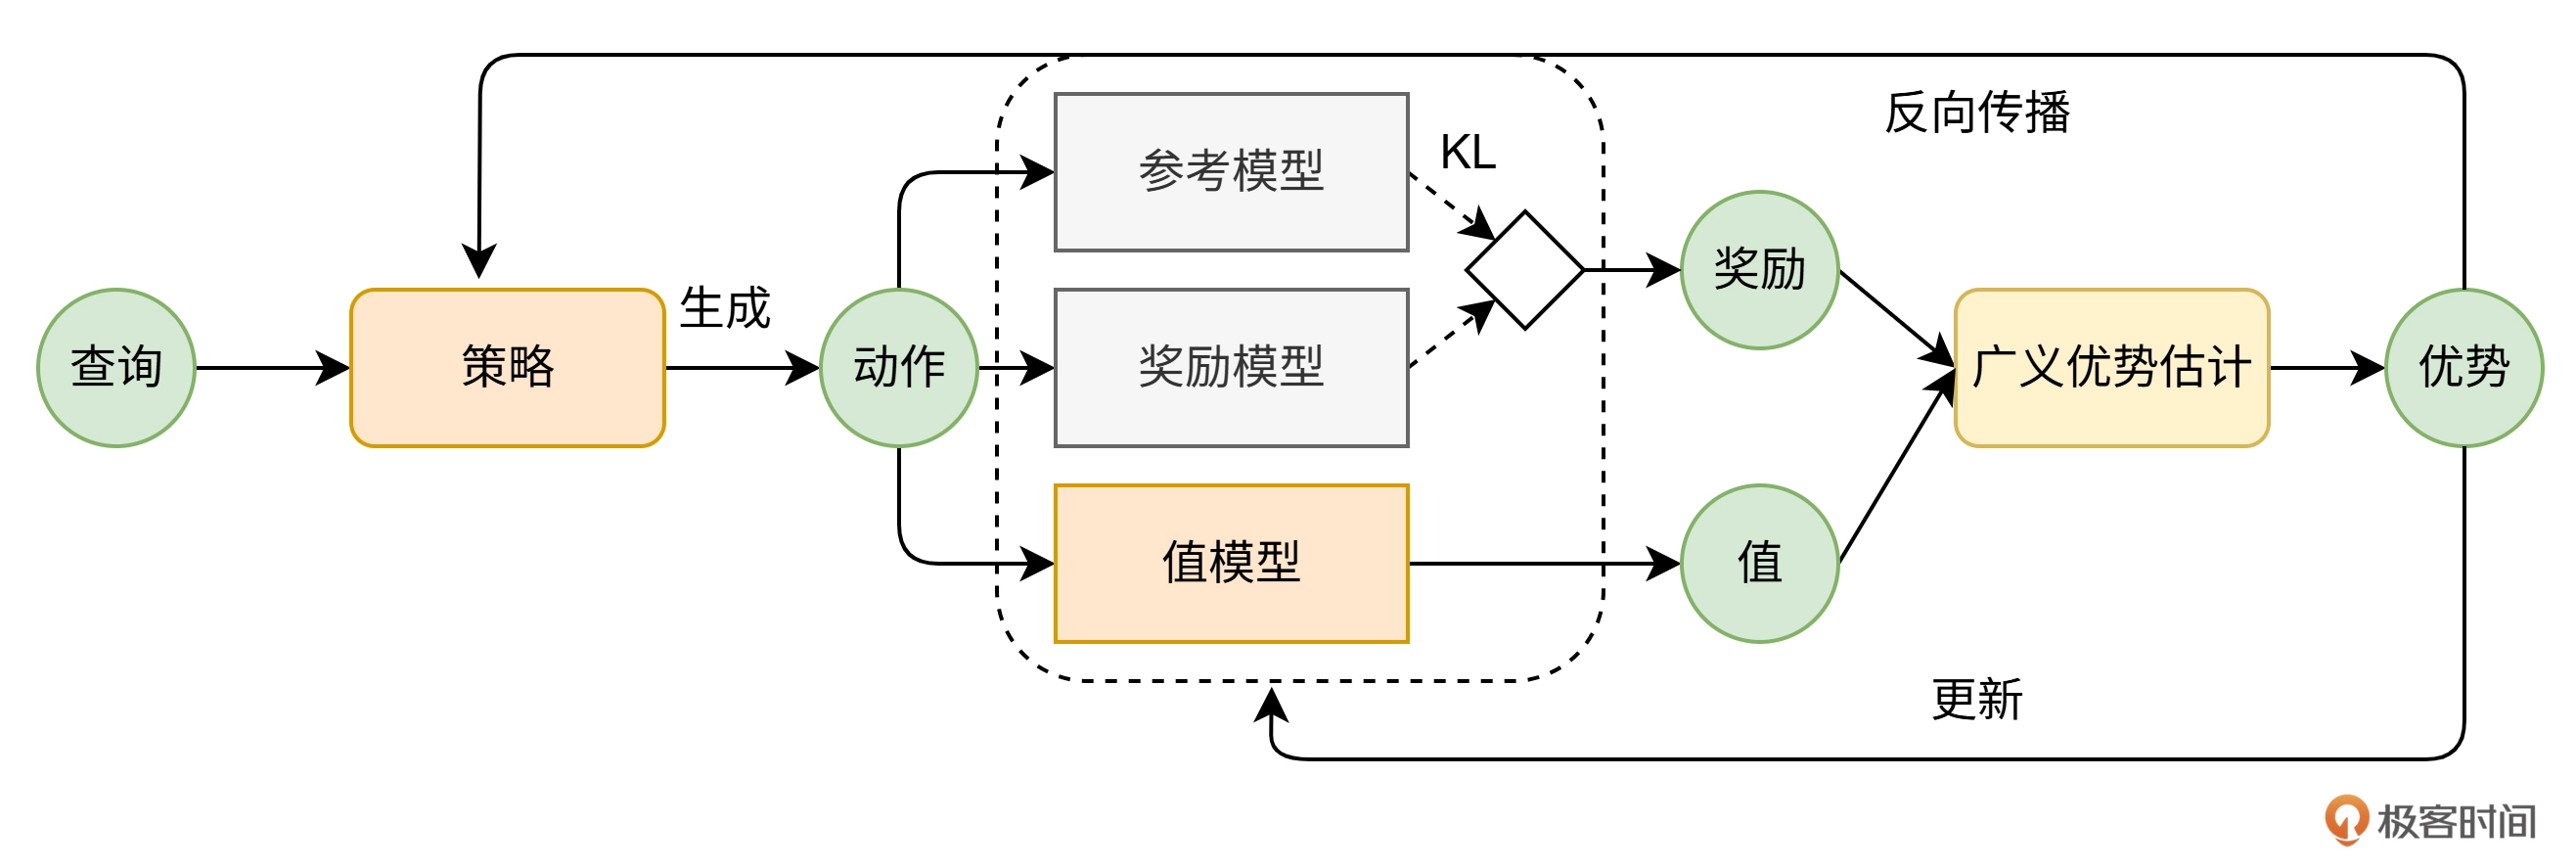 反向传播
KL
参考模型
奖励
生成
查询
策略
动作
奖励模型
广义优势估计
优势
值模型
值
更新
极客时间